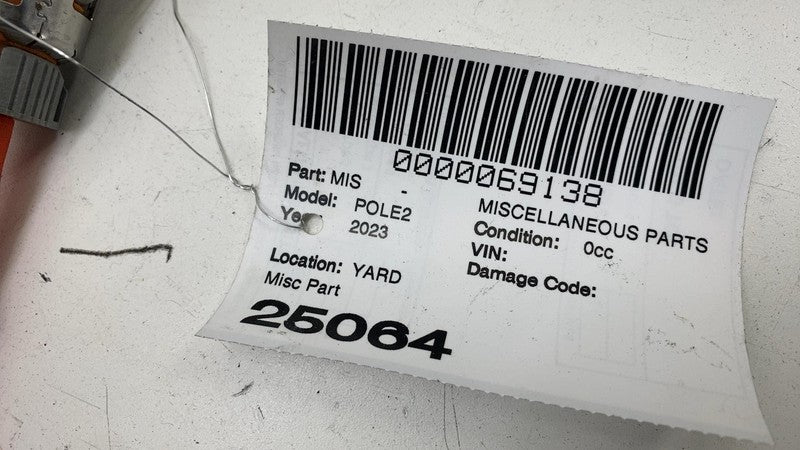 0000069138
Part: MIS - MISCELLANEOUS PARTS
Model: POLE2 Condition: 0cc
2023 VIN:
Damage Code:
Location: YARD
Misc Part
25064